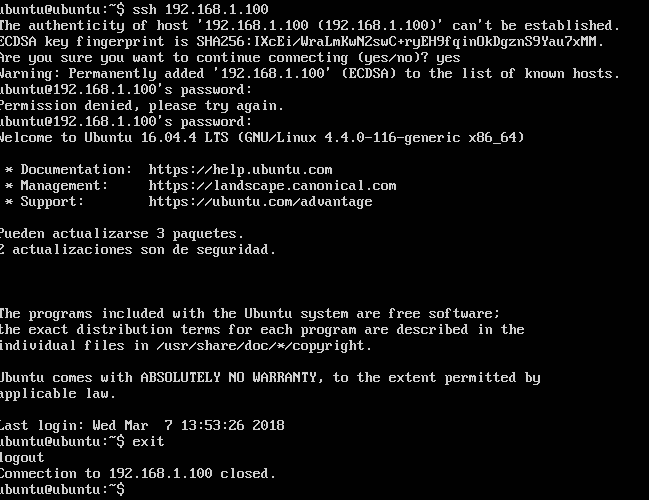 ubuntu@ubuntu:~$ ssh 192.168.1.100
The authenticity of host '192.168.1.100 (192.168.1.100)' can't be established.
ECDSA key fingerprint is SHA256:IXcEi/WraLmKwN2swC+ryEH9fqinOkDgznS9Yau7xMM.
Are you sure you want to continue connecting (yes/no)? yes
Warning: Permanently added '192.168.1.100' (ECDSA) to the list of known hosts.
ubuntu@192.168.1.100's password:
Permission denied, please try again.
ubuntu@192.168.1.100's password:
Welcome to Ubuntu 16.04.4 LTS (GNU/Linux 4.4.0-116-generic x86_64)
* Documentation:  https://help.ubuntu.com
* Management:     https://landscape.canonical.com
* Support:        https://ubuntu.com/advantage
Pueden actualizarse 3 paquetes.
2 actualizaciones son de seguridad.
The programs included with the Ubuntu system are free software;
the exact distribution terms for each program are described in the
individual files in /usr/share/doc/*/copyright.
Ubuntu comes with ABSOLUTELY NO WARRANTY, to the extent permitted by
applicable law.
Last login: Wed Mar  7 13:53:26 2018
ubuntu@ubuntu:~$ exit
logout
Connection to 192.168.1.100 closed.
ubuntu@ubuntu:~$